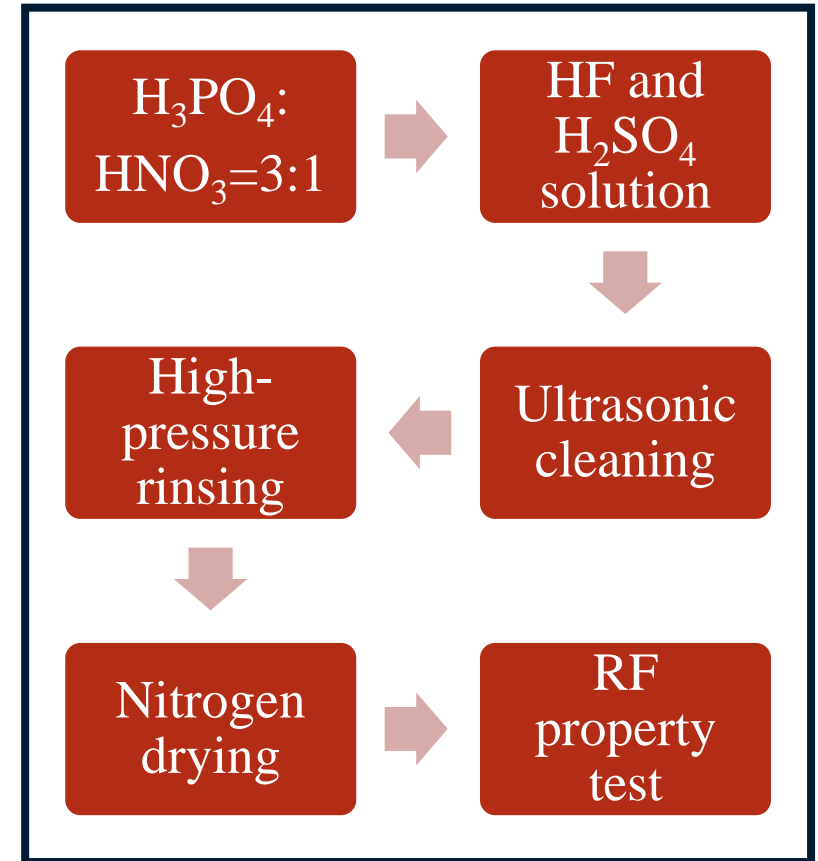 H₃PO₄:
HNO₃=3:1
HF and
H₂SO₄
solution
Ultrasonic
cleaning
High-
pressure
rinsing
Nitrogen
drying
RF
property
test